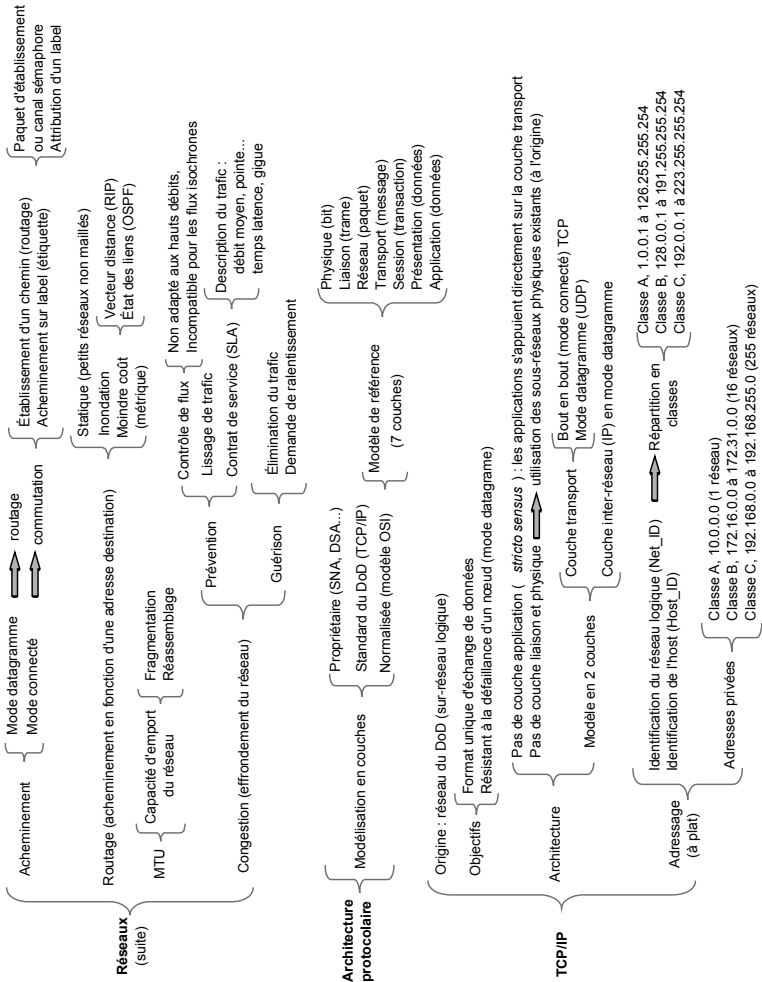 Réseaux
(suite)
Acheminement
Mode datagramme
Mode connecté
routage
commutation
Établissement d'un chemin (routage)
Acheminement sur label (étiquette)
Paquet d'établissement
ou canal sémaphore
Attribution d'un label
Routage (acheminement en fonction d'une adresse destination)
Statique (petits réseaux non maillés)
Inondation
Moindre coût
(métrique)
Vecteur distance (RIP)
État des liens (OSPF)
MTU
Capacité d'emport
du réseau
Fragmentation
Réassemblage
Congestion (effrondement du réseau)
Prévention
Contrôle de flux
Lissage de trafic
Contrat de service (SLA)
Non adapté aux hauts débits,
Incompatible pour les flux isochrones
Description du trafic :
débit moyen, pointe...
temps latence, gigue
Guérison
Élimination du trafic
Demande de ralentissement
Architecture
protocolaire
Modélisation en couches
Propriétaire (SNA, DSA...)
Standard du DoD (TCP/IP)
Normalisée (modèle OSI)
Modèle de référence
(7 couches)
Physique (bit)
Liaison (trame)
Réseau (paquet)
Transport (message)
Session (transaction)
Présentation (données)
Application (données)
TCP/IP
Origine : réseau du DoD (sur-réseau logique)
Objectifs
Format unique d'échange de données
Résistant à la défaillance d'un nœud (mode datagrame)
Architecture
Pas de couche application ( stricto sensus ) : les applications s'appuient directement sur la couche transport
Pas de couche liaison et physique utilisation des sous-réseaux physiques existants (à l'origine)
Modèle en 2 couches
Couche transport
Bout en bout (mode connecté) TCP
Mode datagramme (UDP)
Couche inter-réseau (IP) en mode datagramme
Adressage
(à plat)
Identification du réseau logique (Net_ID)
Identification de l'host (Host_ID)
Répartition en
classes
Classe A, 1.0.0.1 à 126.255.255.254
Classe B, 128.0.0.1 à 191.255.255.254
Classe C, 192.0.0.1 à 223.255.255.254
Adresses privées
Classe A, 10.0.0.0 (1 réseau)
Classe B, 172.16.0.0 à 172.31.0.0 (16 réseaux)
Classe C, 192.168.0.0 à 192.168.255.0 (255 réseaux)